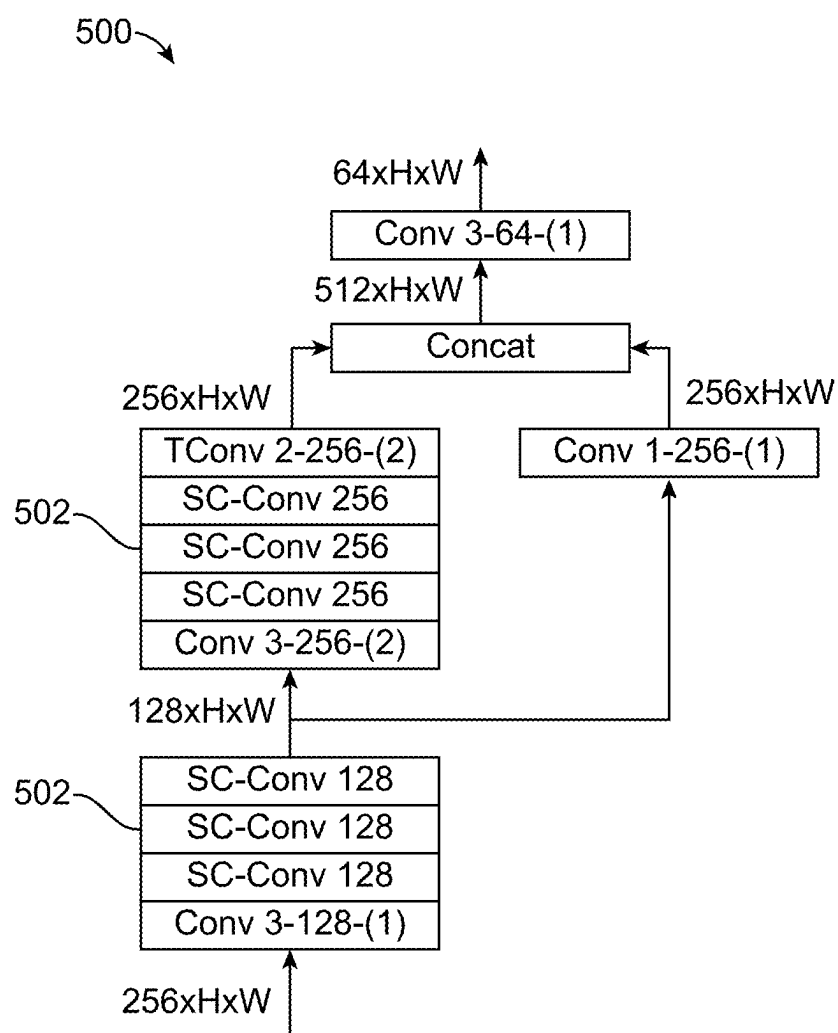 500
64xHxW
Conv 3-64-(1)
512xHxW
Concat
256xHxW
256xHxW
TConv 2-256-(2)
Conv 1-256-(1)
SC-Conv 256
502
SC-Conv 256
SC-Conv 256
Conv 3-256-(2)
128xHxW
SC-Conv 128
502
SC-Conv 128
SC-Conv 128
Conv 3-128-(1)
256xHxW